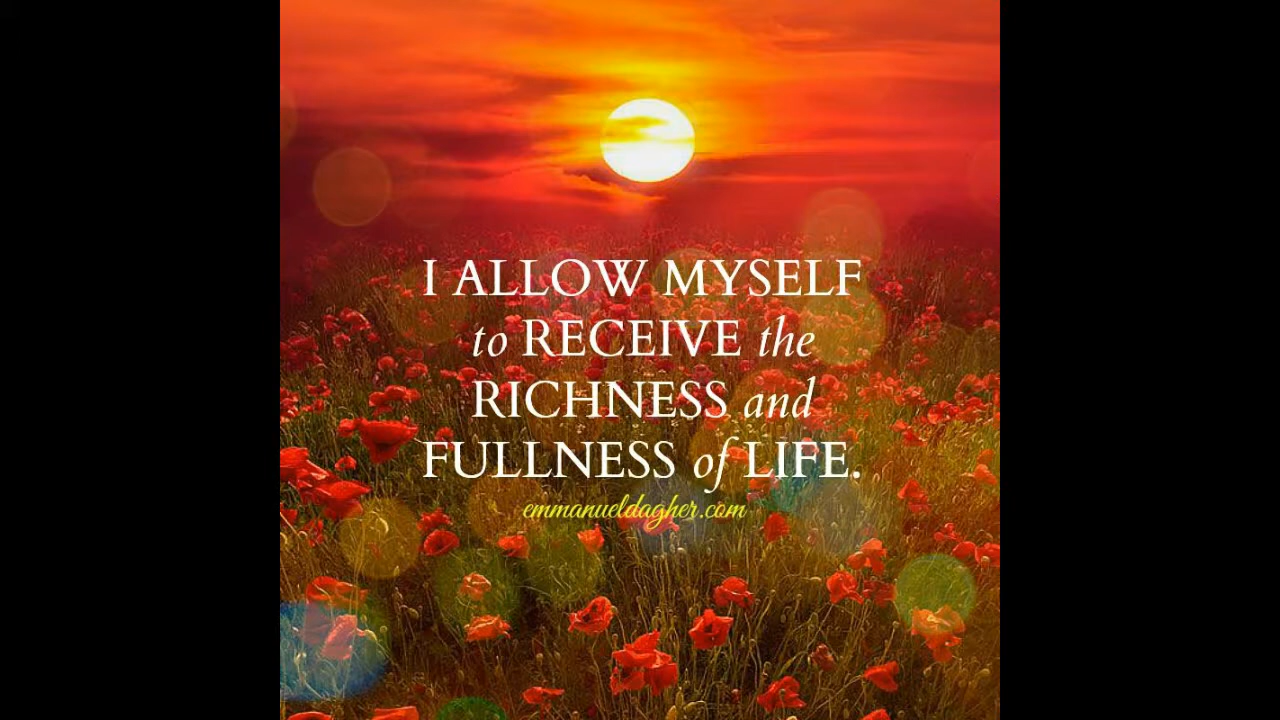 I ALLOW MYSELF
to RECEIVE the
RICHNESS and
FULLNESS of LIFE.
emmanueldagher.com